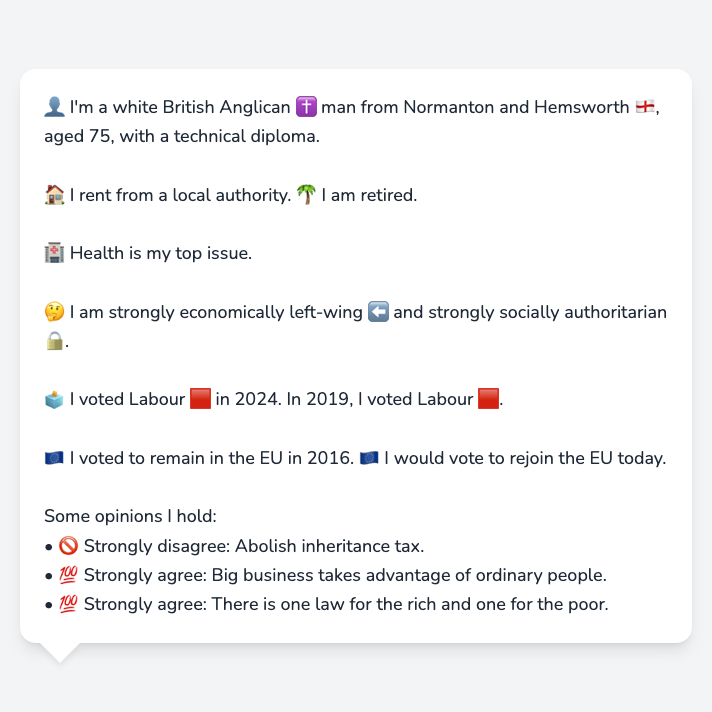 👤 I'm a white British Anglican ✝️ man from Normanton and Hemsworth 🏴󠁧󠁢󠁥󠁮󠁧󠁿,
aged 75, with a technical diploma.
🏠 I rent from a local authority. 🌴 I am retired.
🏥 Health is my top issue.
🤔 I am strongly economically left-wing ⬅️ and strongly socially authoritarian
🔒.
🗳️ I voted Labour 🟥 in 2024. In 2019, I voted Labour 🟥.
🇪🇺 I voted to remain in the EU in 2016. 🇪🇺 I would vote to rejoin the EU today.
Some opinions I hold:
• 🚫 Strongly disagree: Abolish inheritance tax.
• 💯 Strongly agree: Big business takes advantage of ordinary people.
• 💯 Strongly agree: There is one law for the rich and one for the poor.